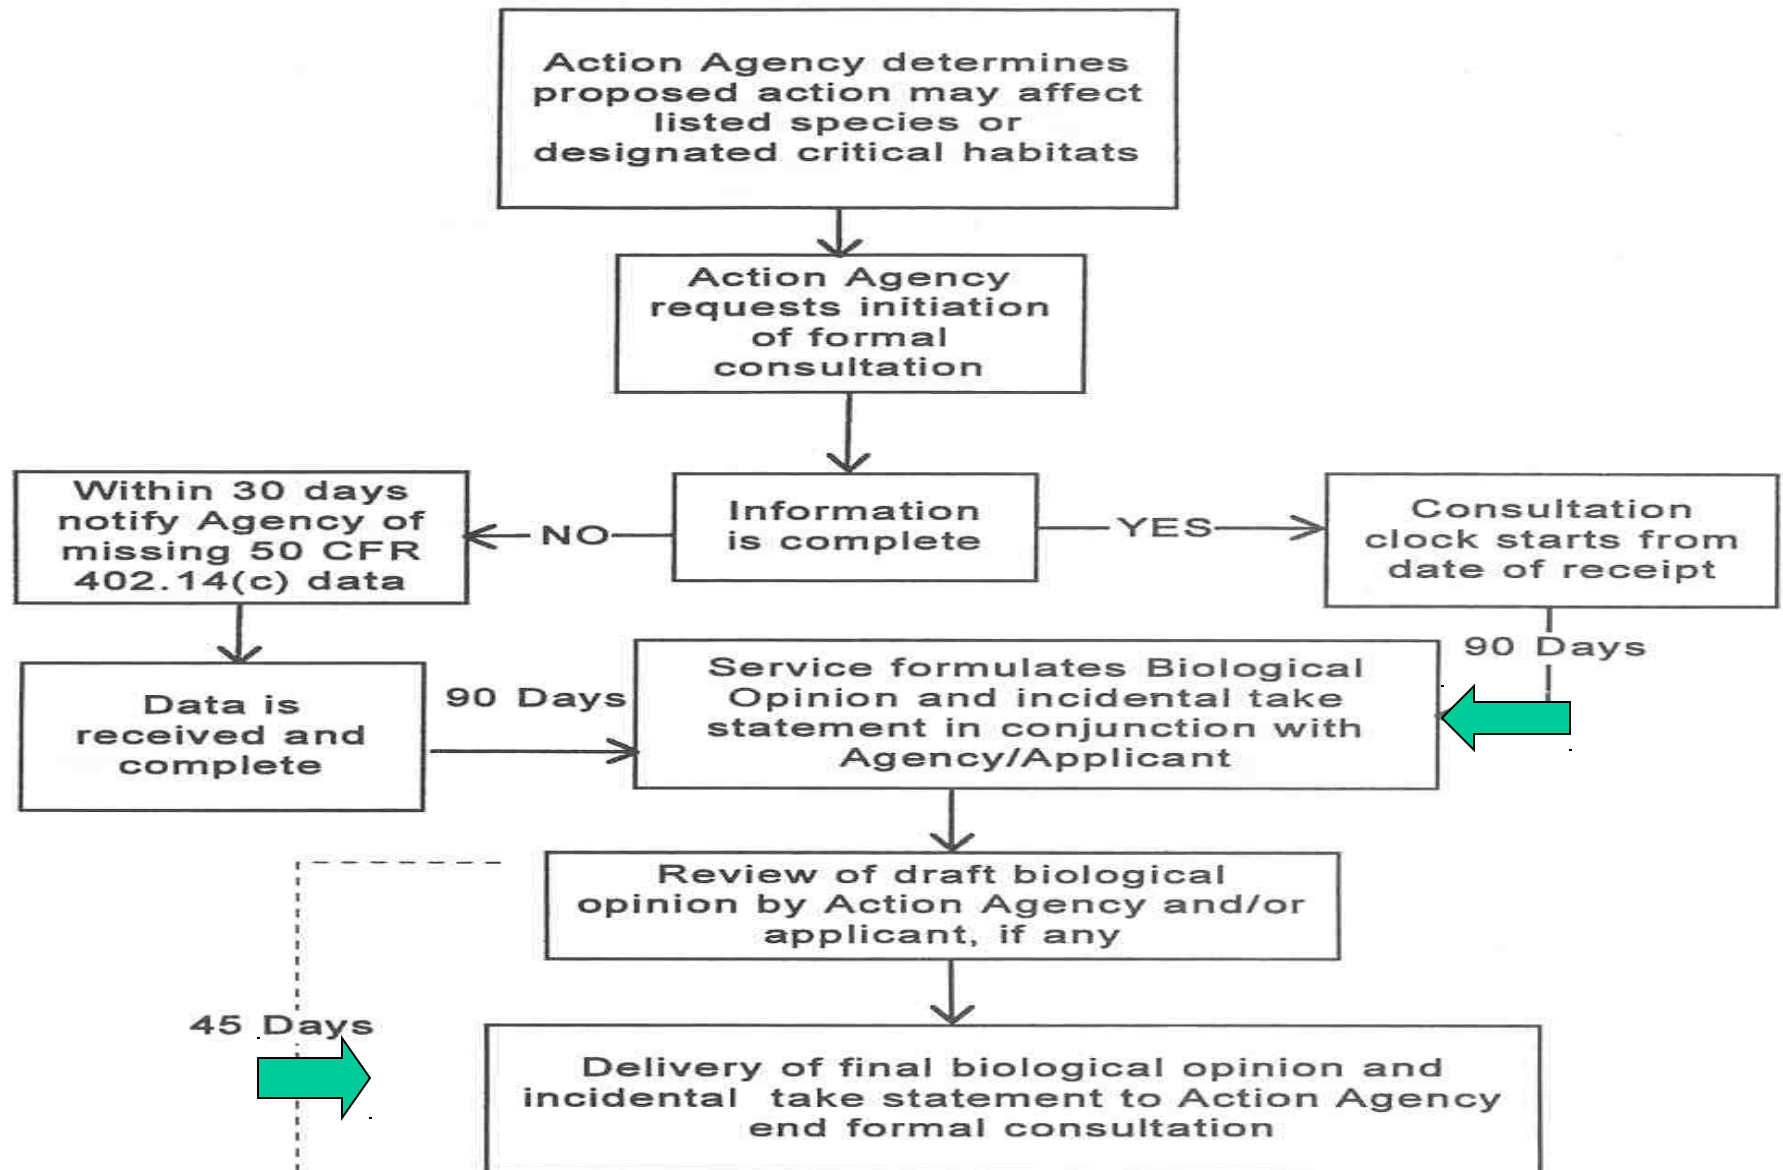 Action Agency determines
proposed action may affect
listed species or
designated critical habitats
Action Agency
requests initiation
of formal
consultation
Within 30 days
notify Agency of
missing 50 CFR
402.14(c) data
NO
Information
is complete
YES
Consultation
clock starts from
date of receipt
90 Days
Data is
received and
complete
90 Days
Service formulates Biological
Opinion and incidental take
statement in conjunction with
Agency/Applicant
Review of draft biological
opinion by Action Agency and/or
applicant, if any
45 Days
Delivery of final biological opinion and
incidental take statement to Action Agency
end formal consultation